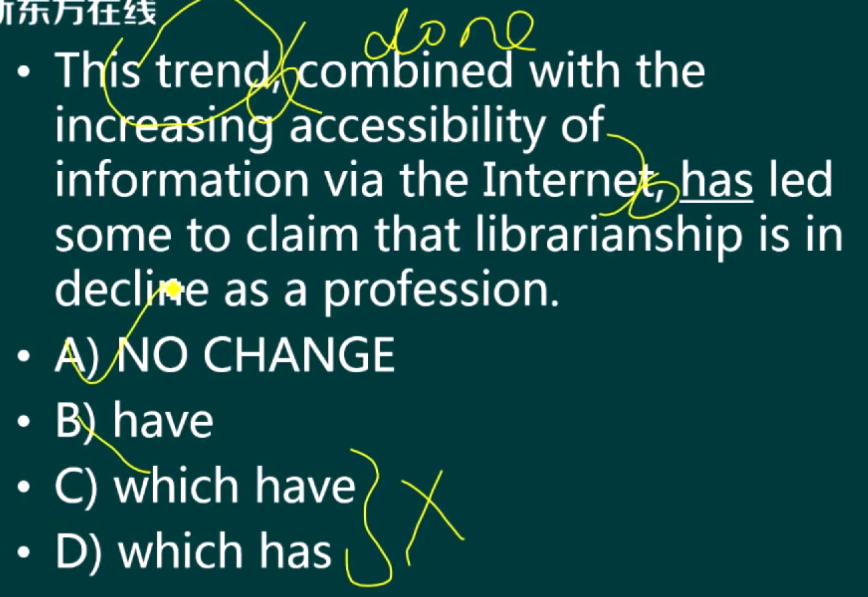 新东方在线
done
• This trend, combined with the
increasing accessibility of
information via the Internet, has led
some to claim that librarianship is in
decline as a profession.
• A) NO CHANGE
• B) have
• C) which have
• D) which has